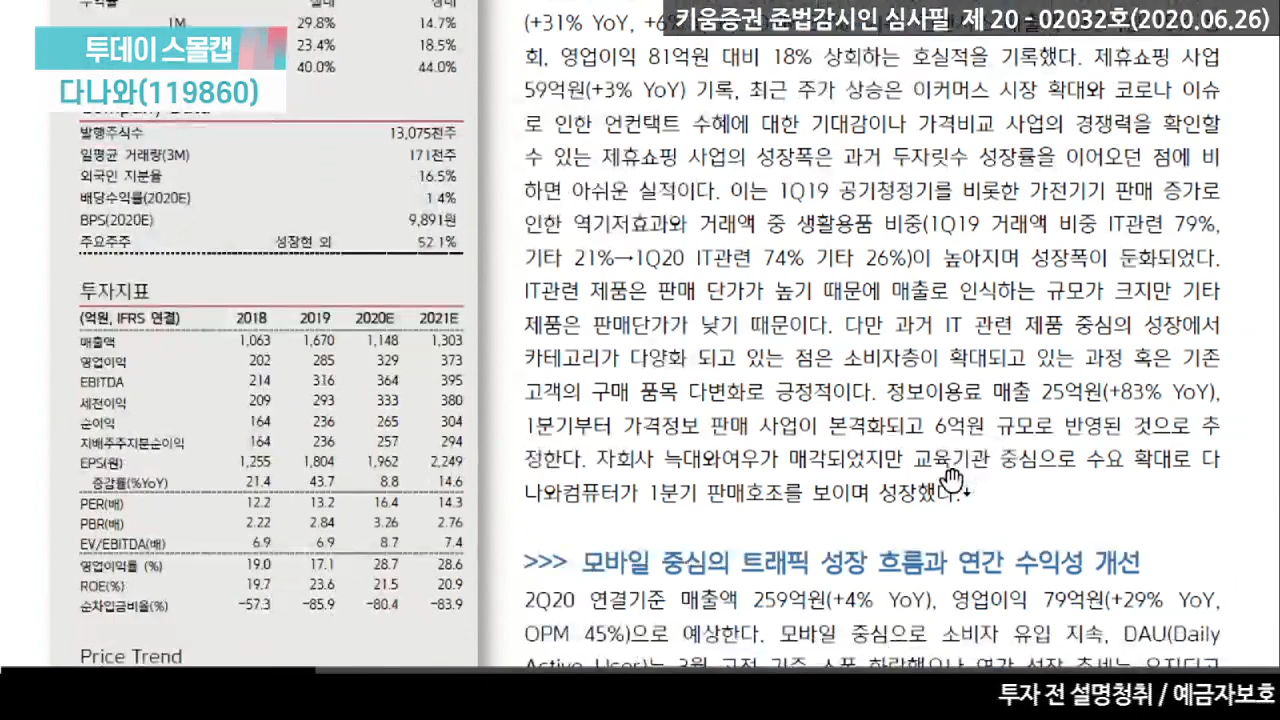 키움증권 준법감시인 심사필 제 20 - 02032호(2020.06.26)
투데이 스몰캡
다나와(119860)
1M 29.8% 14.7%
23.4% 18.5%
40.0% 44.0%
Company Data
발행주식수 13,075천주
일평균 거래량(3M) 171천주
외국인 지분율 16.5%
배당수익률(2020E) 1.4%
BPS(2020E) 9,891원
주요주주 성장현 외 52.1%
투자지표
(억원, IFRS 연결) 2018 2019 2020E 2021E
매출액 1,063 1,670 1,148 1,303
영업이익 202 285 329 373
EBITDA 214 316 364 395
세전이익 209 293 333 380
순이익 164 236 265 304
지배주주지분순이익 164 236 257 294
EPS(원) 1,255 1,804 1,962 2,249
증감률(%YoY) 21.4 43.7 8.8 14.6
PER(배) 12.2 13.2 16.4 14.3
PBR(배) 2.22 2.84 3.26 2.76
EV/EBITDA(배) 6.9 6.9 8.7 7.4
영업이익률 (%) 19.0 17.1 28.7 28.6
ROE(%) 19.7 23.6 21.5 20.9
순차입금비율(%) -57.3 -85.9 -80.4 -83.9
Price Trend
(+31% YoY,
회, 영업이익 81억원 대비 18% 상회하는 호실적을 기록했다. 제휴쇼핑 사업
59억원(+3% YoY) 기록, 최근 주가 상승은 이커머스 시장 확대와 코로나 이슈
로 인한 언컨택트 수혜에 대한 기대감이나 가격비교 사업의 경쟁력을 확인할
수 있는 제휴쇼핑 사업의 성장폭은 과거 두자릿수 성장률을 이어오던 점에 비
하면 아쉬운 실적이다. 이는 1Q19 공기청정기를 비롯한 가전기기 판매 증가로
인한 역기저효과와 거래액 중 생활용품 비중(1Q19 거래액 비중 IT관련 79%,
기타 21%→1Q20 IT관련 74% 기타 26%)이 높아지며 성장폭이 둔화되었다.
IT관련 제품은 판매 단가가 높기 때문에 매출로 인식하는 규모가 크지만 기타
제품은 판매단가가 낮기 때문이다. 다만 과거 IT 관련 제품 중심의 성장에서
카테고리가 다양화 되고 있는 점은 소비자층이 확대되고 있는 과정 혹은 기존
고객의 구매 품목 다변화로 긍정적이다. 정보이용료 매출 25억원(+83% YoY),
1분기부터 가격정보 판매 사업이 본격화되고 6억원 규모로 반영된 것으로 추
정한다. 자회사 늑대와여우가 매각되었지만 교육기관 중심으로 수요 확대로 다
나와컴퓨터가 1분기 판매호조를 보이며 성장했다.
>>> 모바일 중심의 트래픽 성장 흐름과 연간 수익성 개선
2Q20 연결기준 매출액 259억원(+4% YoY), 영업이익 79억원(+29% YoY,
OPM 45%)으로 예상한다. 모바일 중심으로 소비자 유입 지속, DAU(Daily
투자 전 설명청취 / 예금자보호